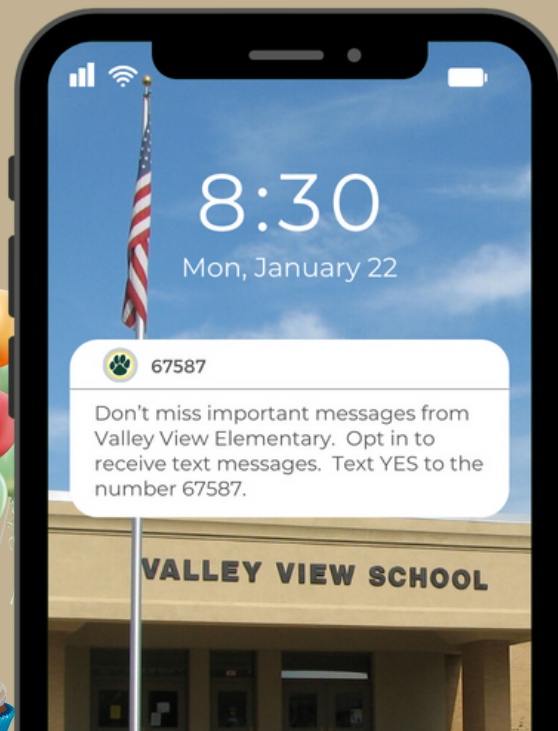 8:30
Mon, January 22
67587
Don't miss important messages from
Valley View Elementary.  Opt in to
receive text messages.  Text YES to the
number 67587.
VALLEY VIEW SCHOOL